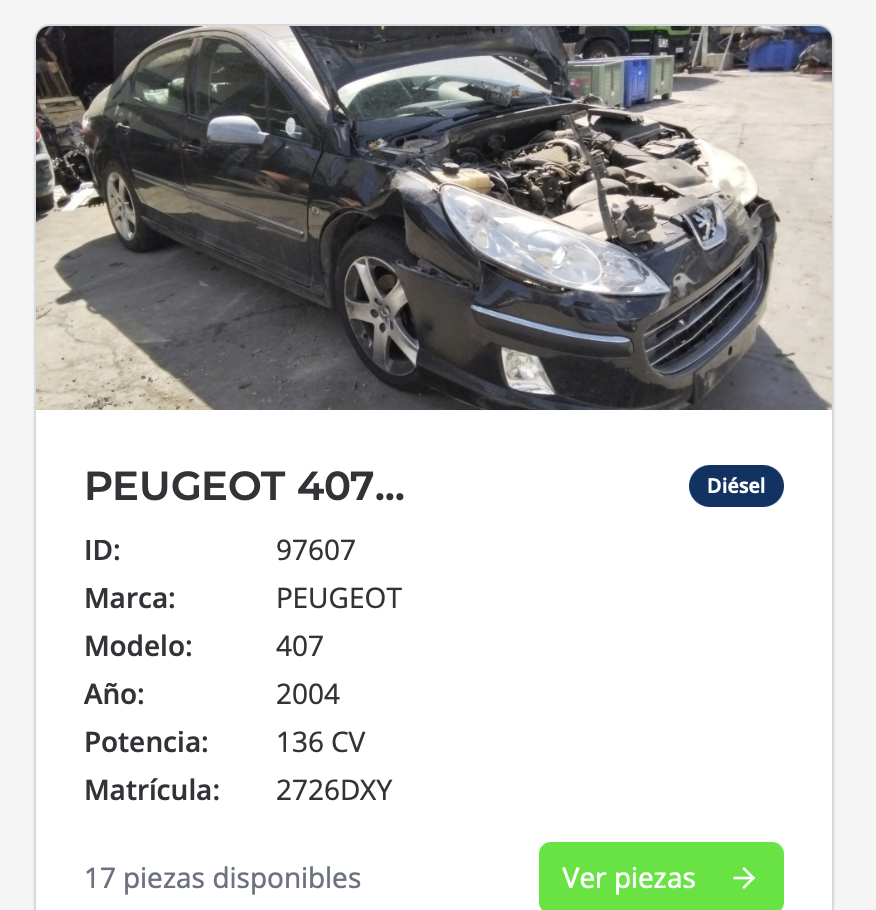 PEUGEOT 407...
Diésel
ID: 97607
Marca: PEUGEOT
Modelo: 407
Año: 2004
Potencia: 136 CV
Matrícula: 2726DXY
17 piezas disponibles
Ver piezas →